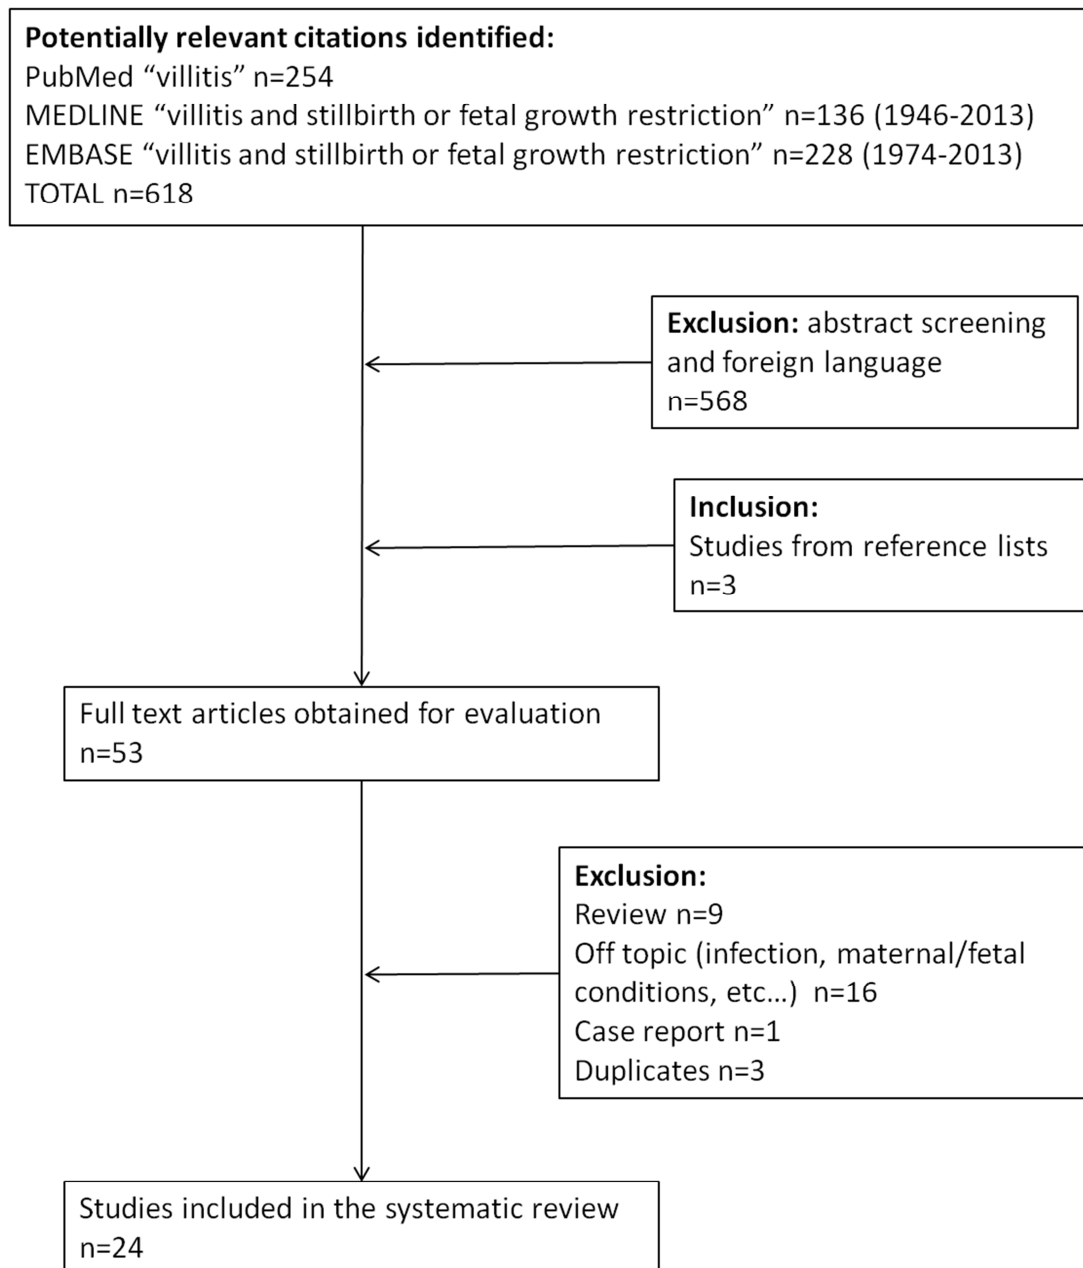 Potentially relevant citations identified:
PubMed “villitis” n=254
MEDLINE “villitis and stillbirth or fetal growth restriction” n=136 (1946-2013)
EMBASE “villitis and stillbirth or fetal growth restriction” n=228 (1974-2013)
TOTAL n=618
Exclusion: abstract screening
and foreign language
n=568
Inclusion:
Studies from reference lists
n=3
Full text articles obtained for evaluation
n=53
Exclusion:
Review n=9
Off topic (infection, maternal/fetal
conditions, etc...)  n=16
Case report n=1
Duplicates n=3
Studies included in the systematic review
n=24